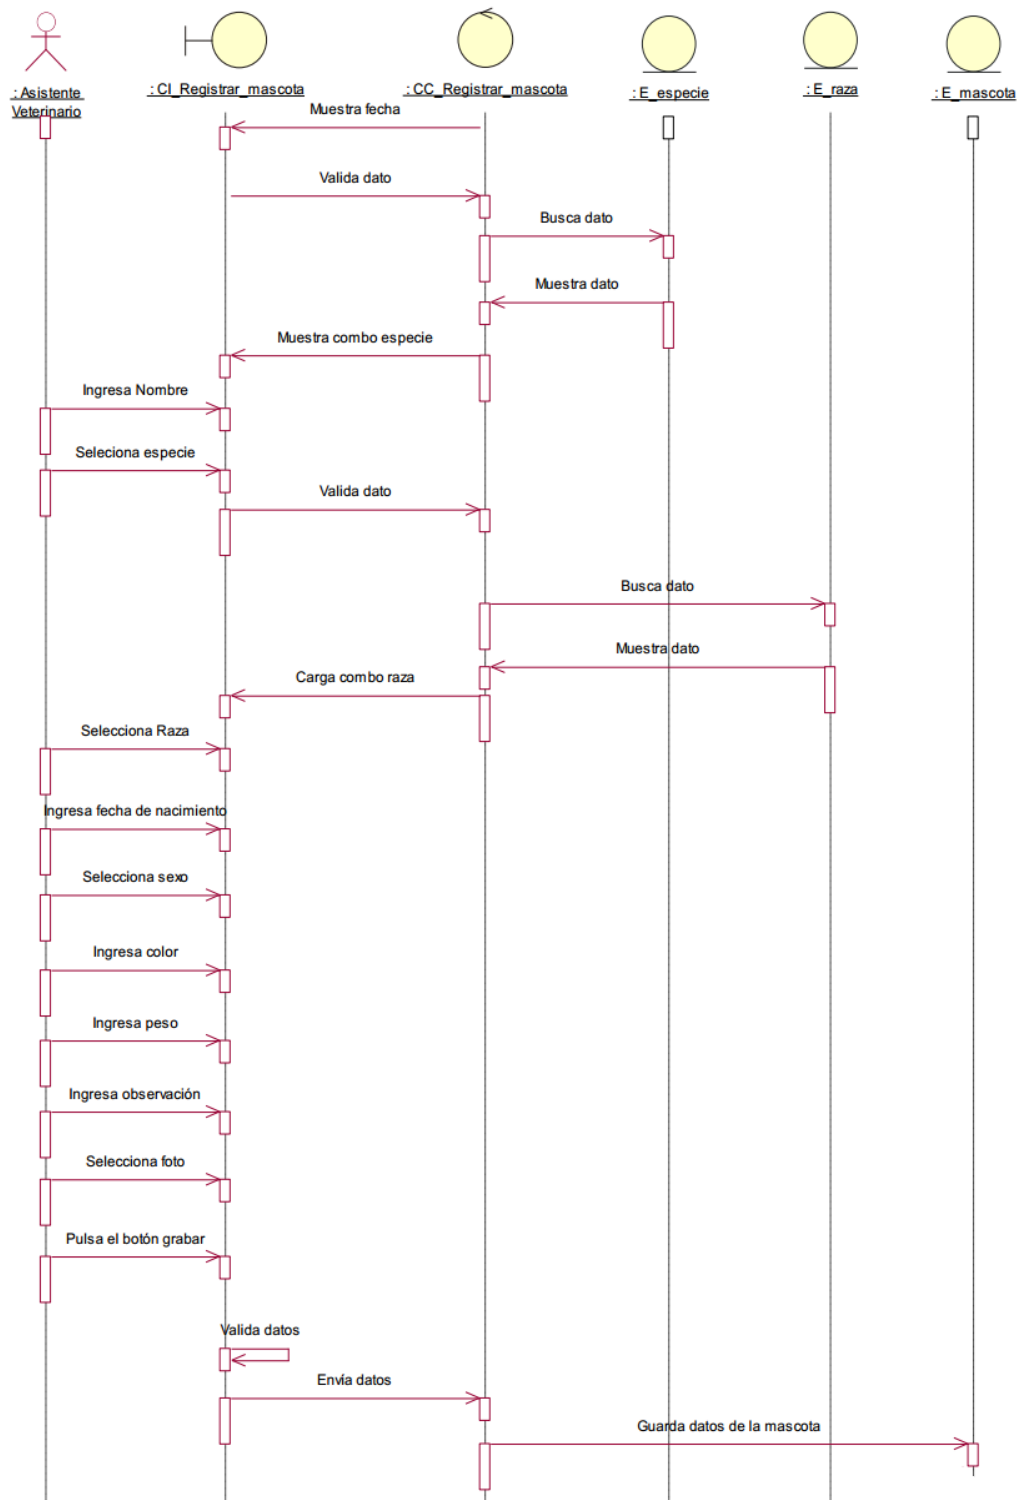 : Asistente
Veterinario
: CI_Registrar_mascota
: CC_Registrar_mascota
: E_especie
: E_raza
: E_mascota
Muestra fecha
Valida dato
Busca dato
Muestra dato
Muestra combo especie
Ingresa Nombre
Seleciona especie
Valida dato
Busca dato
Muestra dato
Carga combo raza
Selecciona Raza
Ingresa fecha de nacimiento
Selecciona sexo
Ingresa color
Ingresa peso
Ingresa observación
Selecciona foto
Pulsa el botón grabar
Valida datos
Envía datos
Guarda datos de la mascota